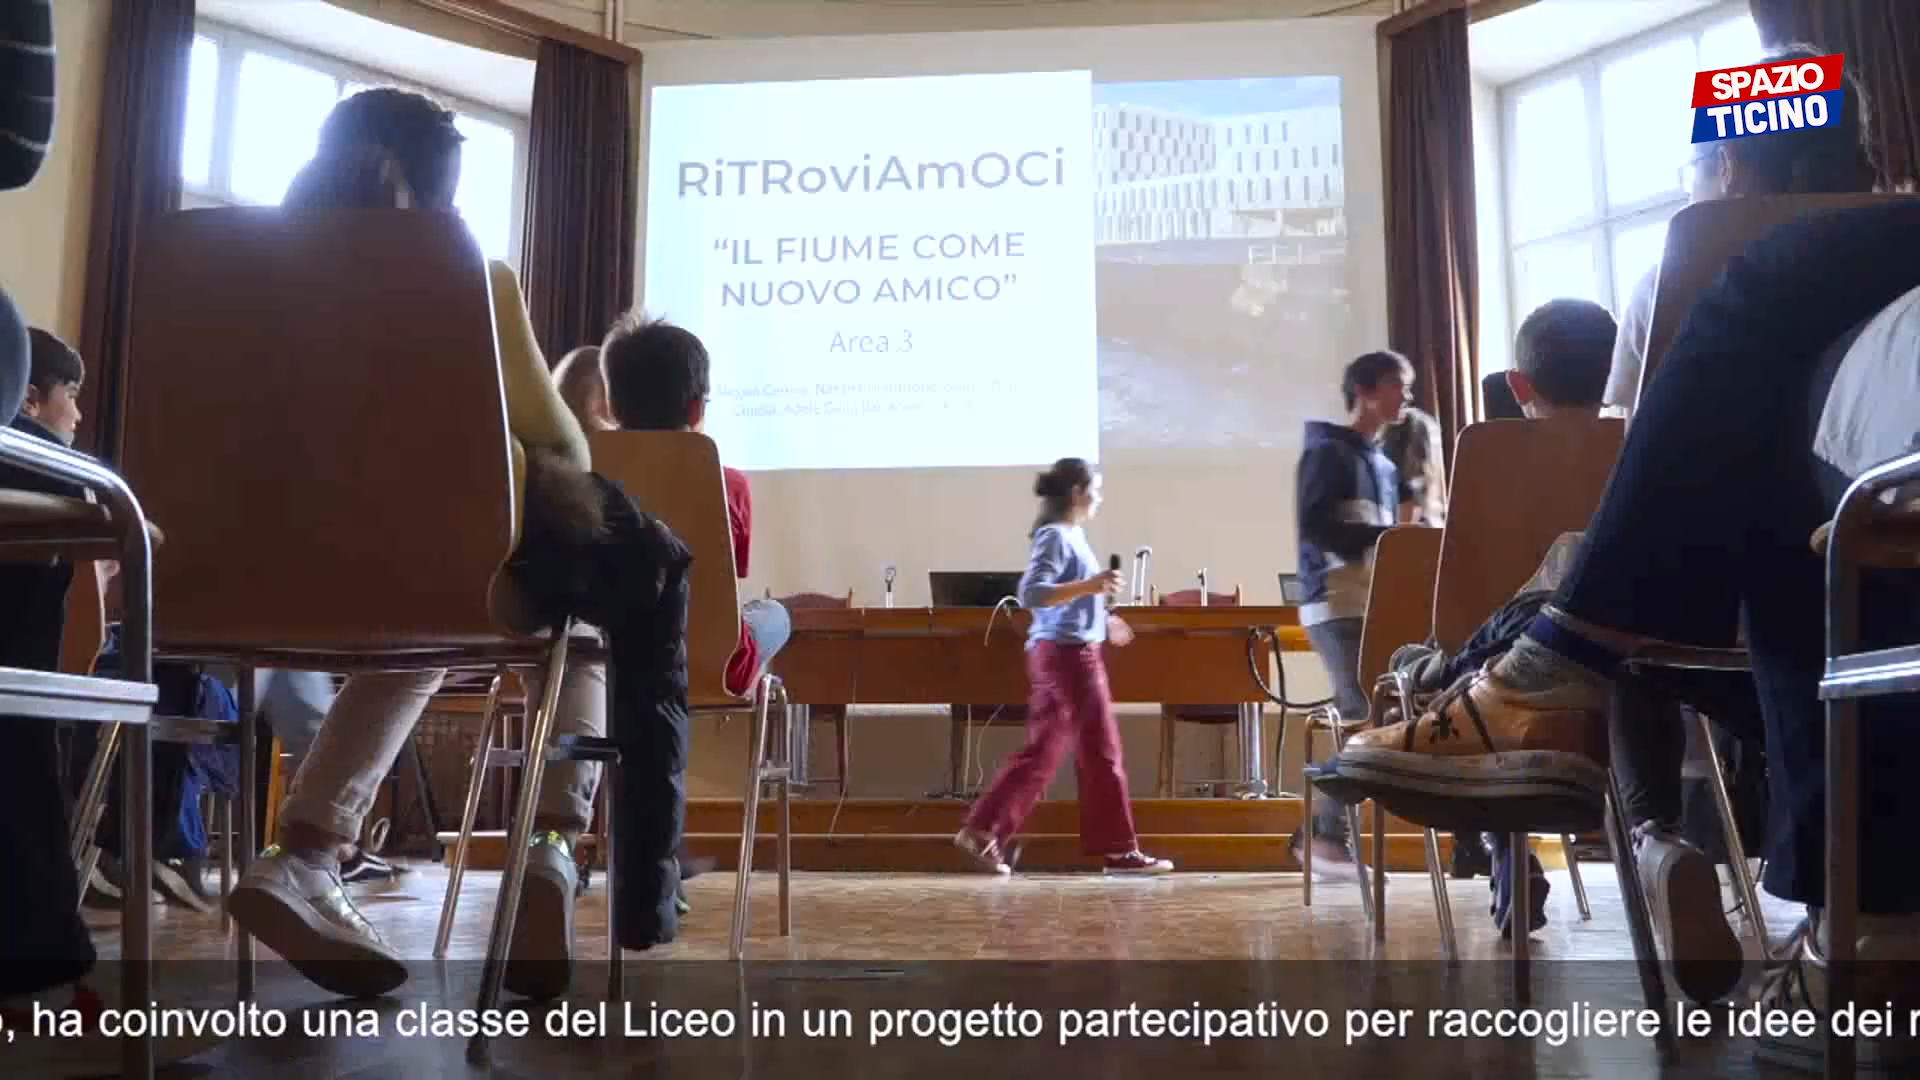 SPAZIO
TICINO
RiTRoviAmOCi
“IL FIUME COME
NUOVO AMICO”
Area 3
, ha coinvolto una classe del Liceo in un progetto partecipativo per raccogliere le idee dei